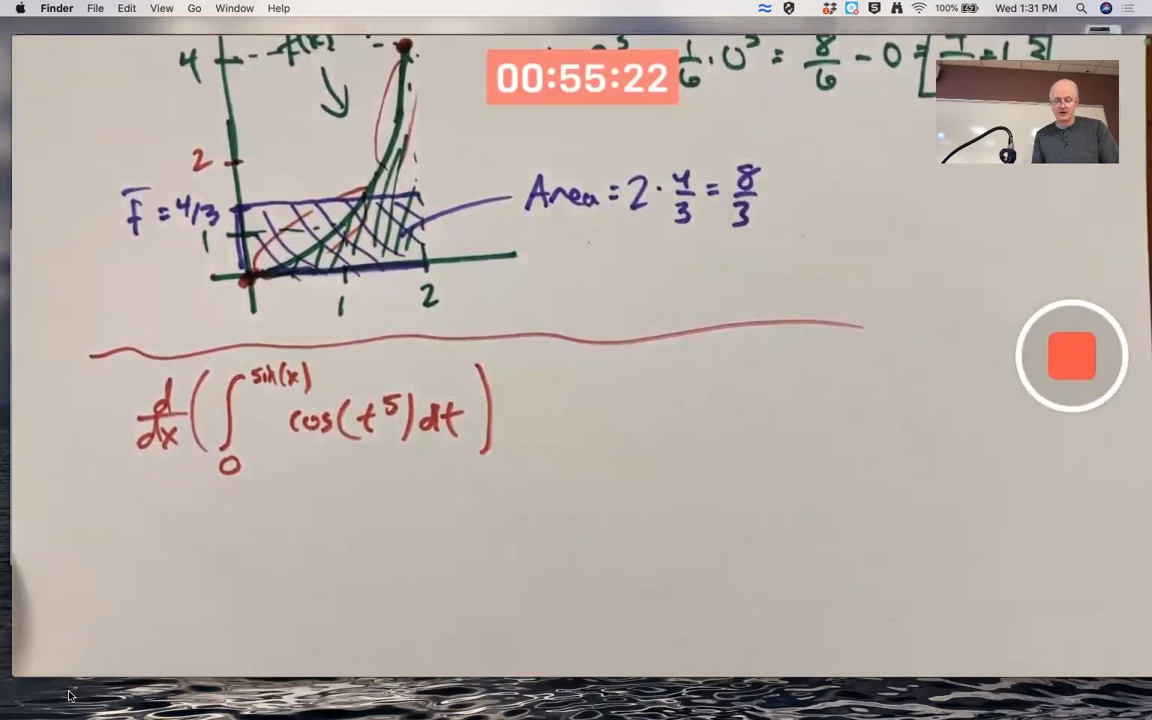 Finder File Edit View Go Window Help 100% Wed 1:31 PM
4 f(x)
1/6 · 0³ = 8/6 - 0 =
00:55:22
2
F̄ = 4/3
Area = 2 · 4/3 = 8/3
1
1 2
d/dx ( ∫₀^sin(x) cos(t⁵) dt )